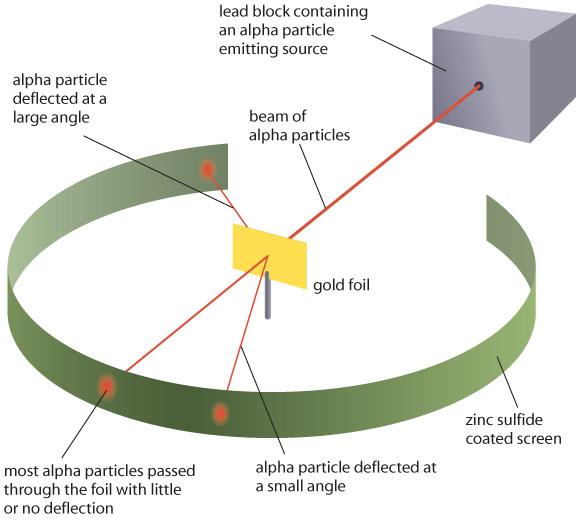 lead block containing
an alpha particle
emitting source
alpha particle
deflected at a
large angle
beam of
alpha particles
gold foil
zinc sulfide
coated screen
most alpha particles passed
through the foil with little
or no deflection
alpha particle deflected at
a small angle